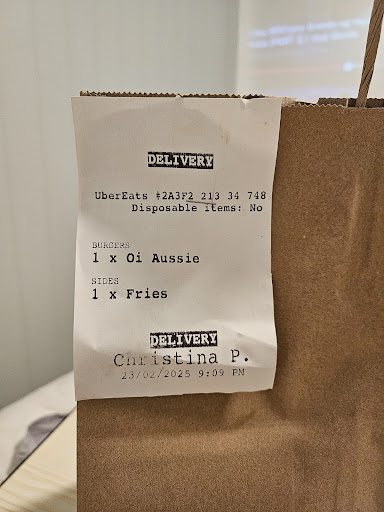 DELIVERY
UberEats #2A3F2 213 34 748
Disposable items: No
BURGERS
1 x Oi Aussie
SIDES
1 x Fries
DELIVERY
Christina P.
23/02/2025 9:09 PM